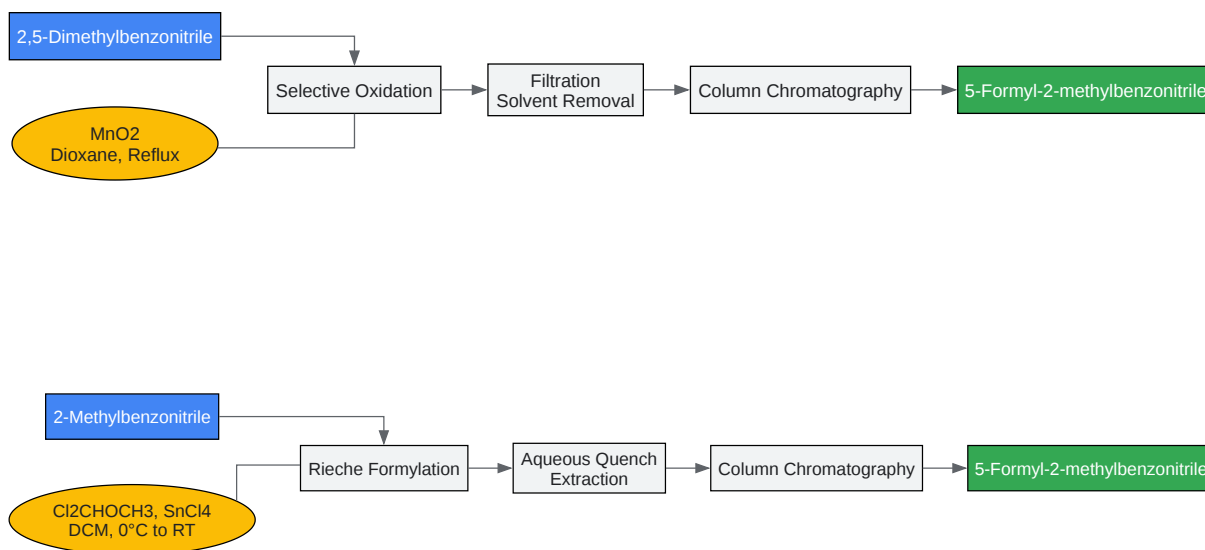 2,5-Dimethylbenzonitrile
Selective Oxidation
Filtration
Solvent Removal
Column Chromatography
5-Formyl-2-methylbenzonitrile
MnO2
Dioxane, Reflux
2-Methylbenzonitrile
Rieche Formylation
Aqueous Quench
Extraction
Column Chromatography
5-Formyl-2-methylbenzonitrile
Cl2CHOCH3, SnCl4
DCM, 0°C to RT